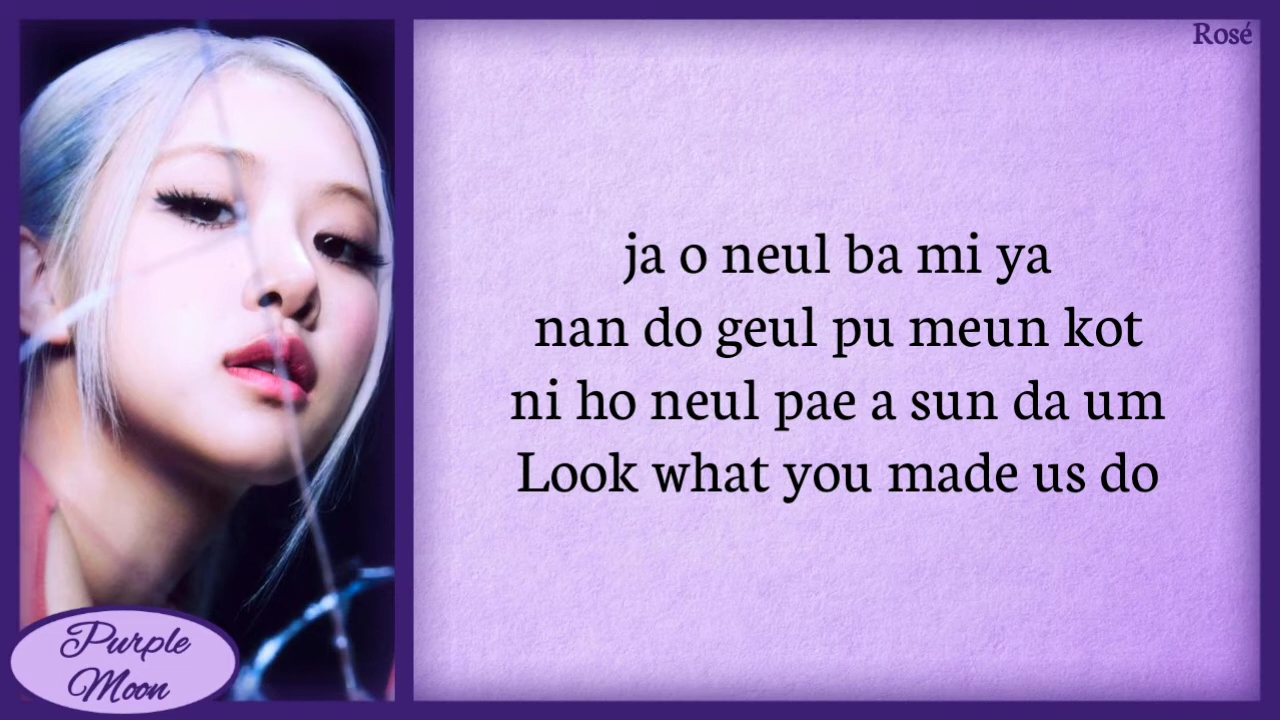 Rosé
ja o neul ba mi ya
nan do geul pu meun kot
ni ho neul pae a sun da um
Look what you made us do
Purple
Moon